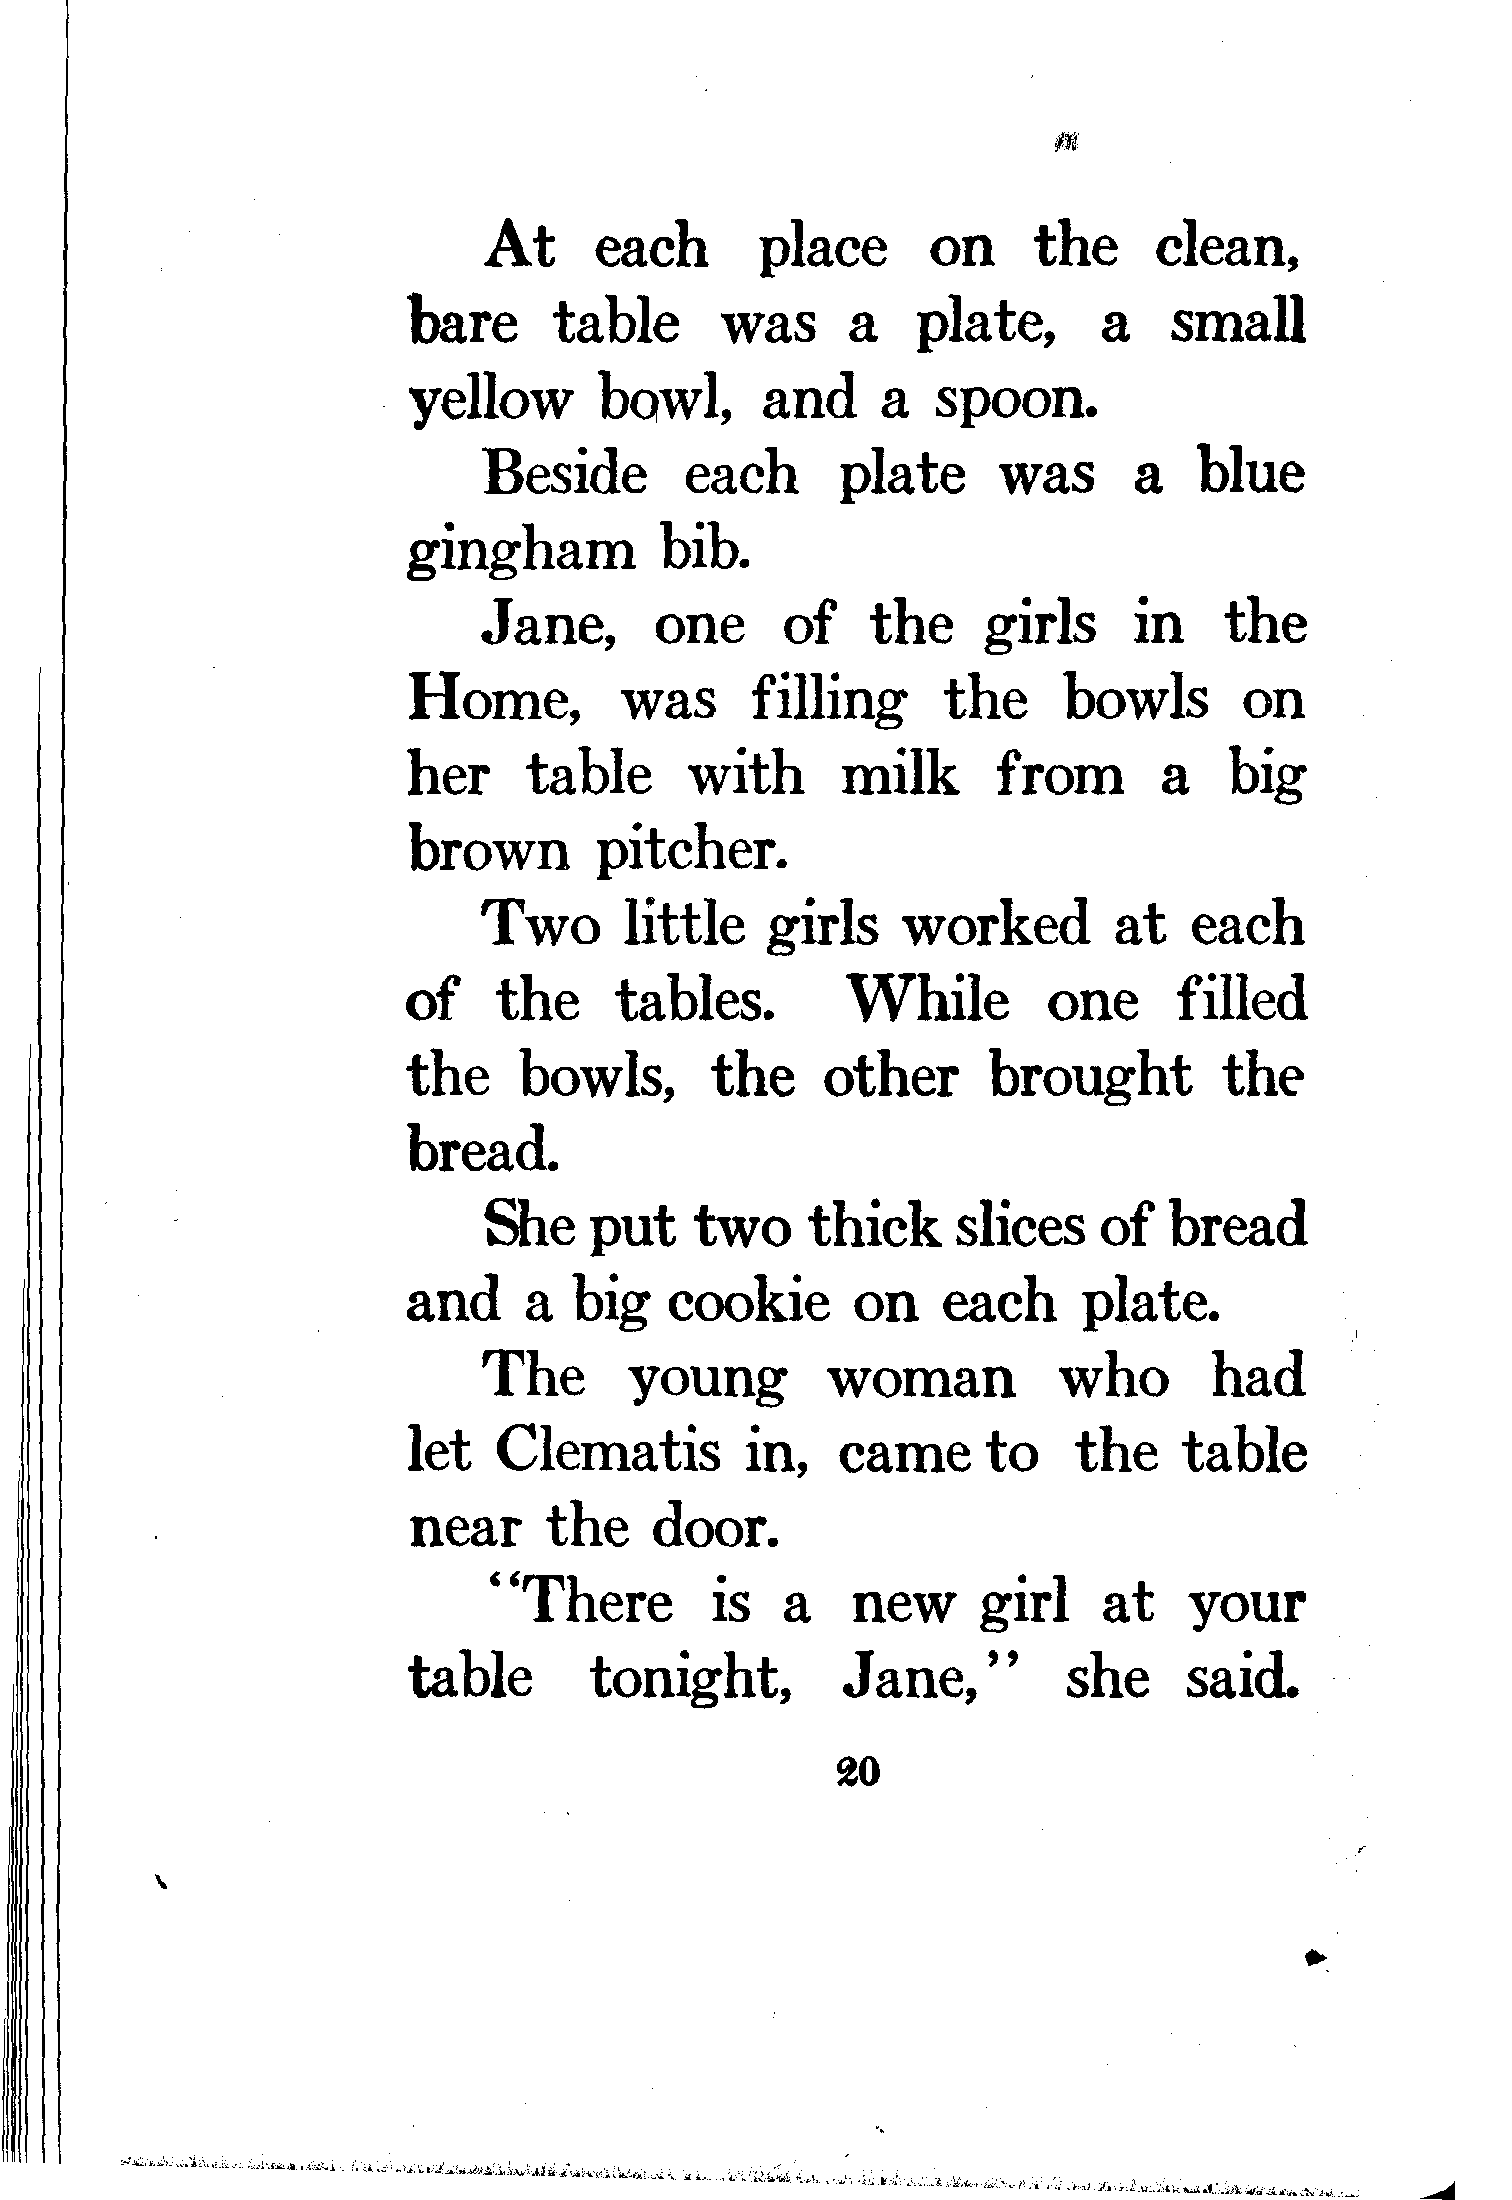 At each place on the clean,
bare table was a plate, a small
yellow bowl, and a spoon.
Beside each plate was a blue
gingham bib.
Jane, one of the girls in the
Home, was filling the bowls on
her table with milk from a big
brown pitcher.
Two little girls worked at each
of the tables. While one filled
the bowls, the other brought the
bread.
She put two thick slices of bread
and a big cookie on each plate.
The young woman who had
let Clematis in, came to the table
near the door.
"There is a new girl at your
table tonight, Jane," she said.
20